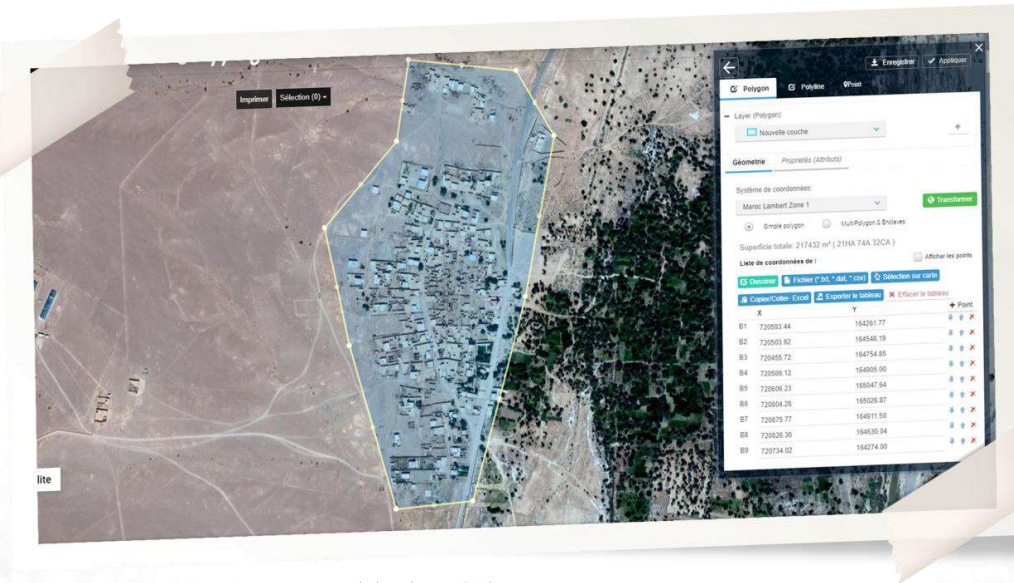 Imprimer
Sélection (0)
Enregistrer
Appliquer
Polygon
Polyline
Point
Layer (Polygon)
Nouvelle couche
Géometrie
Propriétés (Attributs)
Système de coordonnées:
Maroc Lambert Zone 1
Transformer
Simple polygon
MultiPolygon & Enclaves
Superficie totale: 217432 m² ( 21HA 74A 32CA )
Liste de coordonnées de :
Afficher les points
Dessiner
Fichier (*.txt, *.dat, *.csv)
Sélection sur carte
Copier/Coller- Excel
Exporter le tableau
Effacer le tableau
X
Y
+ Point
B1 720593.44 164261.77
B2 720503.92 164548.19
B3 720455.72 164754.85
B4 164905.00
B5 720606.23 165047.64
B6 720804.28 165026.87
B7 720875.77 164911.50
B8 164630.04
B9 720734.02 164274.00
lite